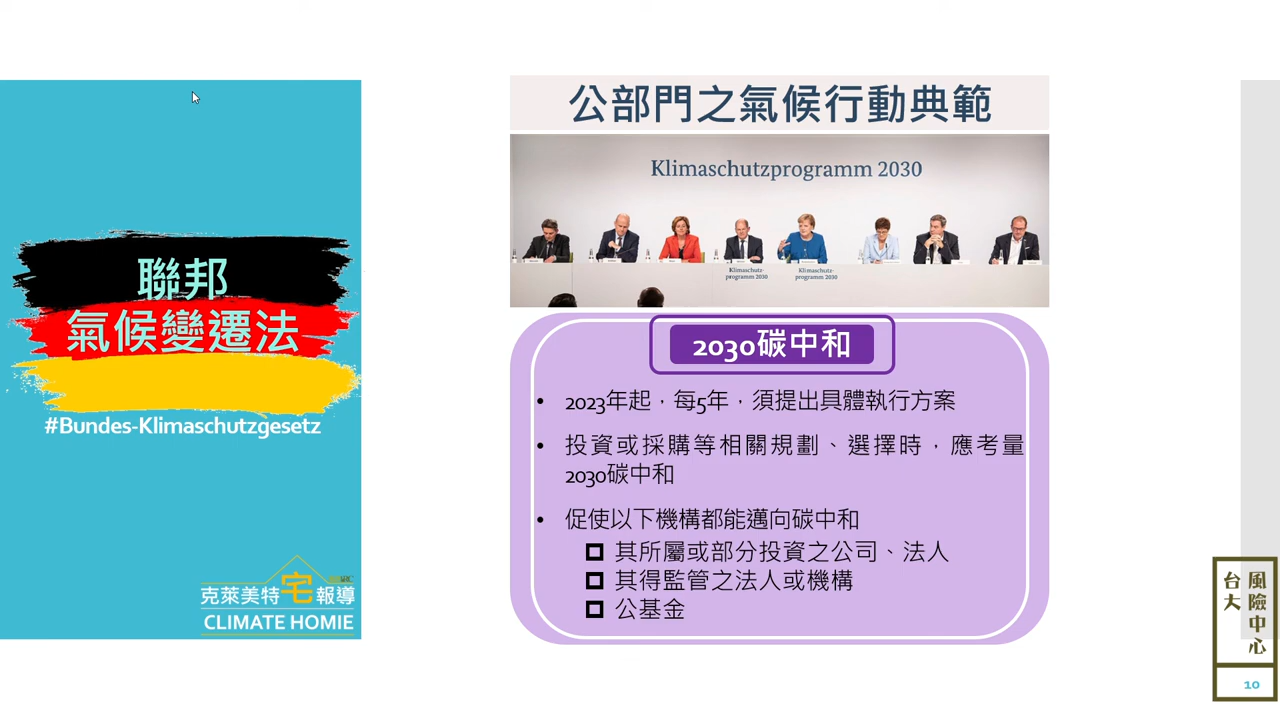 聯邦
氣候變遷法
#Bundes-Klimaschutzgesetz
克萊美特宅報導
CLIMATE HOMIE
公部門之氣候行動典範
Klimaschutzprogramm 2030
Klimaschutz-
programm 2030
Klimaschutz-
programm 2030
2030碳中和
• 2023年起，每5年，須提出具體執行方案
• 投資或採購等相關規劃、選擇時，應考量
2030碳中和
• 促使以下機構都能邁向碳中和
其所屬或部分投資之公司、法人
其得監管之法人或機構
公基金
台大
風險中心
10